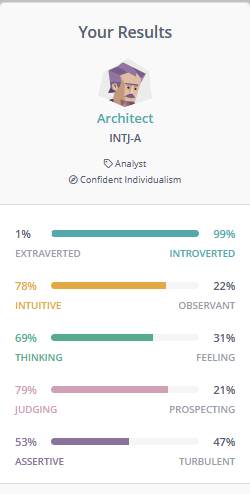 Your Results
Architect
INTJ-A
Analyst
Confident Individualism
1% 99%
EXTRAVERTED INTROVERTED
78% 22%
INTUITIVE OBSERVANT
69% 31%
THINKING FEELING
79% 21%
JUDGING PROSPECTING
53% 47%
ASSERTIVE TURBULENT